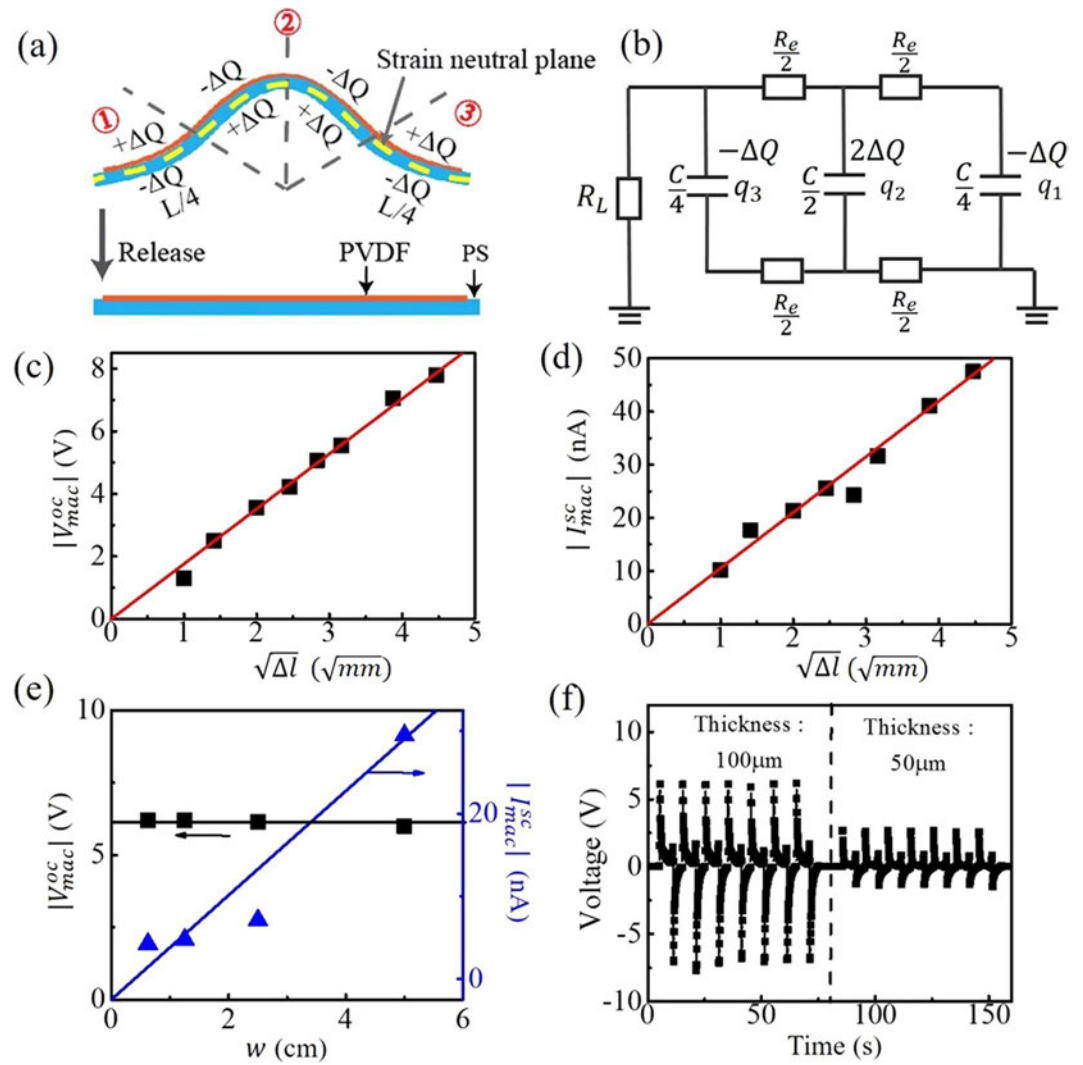 (a)
①
②
③
Strain neutral plane
+ΔQ
-ΔQ
+ΔQ
-ΔQ
+ΔQ
+ΔQ
-ΔQ
L/4
-ΔQ
L/4
Release
PVDF
PS
(b)
R_e/2
R_e/2
R_L
C/4
-ΔQ
q_3
C/2
2ΔQ
q_2
C/4
-ΔQ
q_1
R_e/2
R_e/2
(c)
|V^{oc}_{mac}| (V)
8
6
4
2
0
0 1 2 3 4 5
√Δl (√mm)
(d)
| I^{sc}_{mac}| (nA)
50
40
30
20
10
0
0 1 2 3 4 5
√Δl (√mm)
(e)
|V^{oc}_{mac}| (V)
10
5
0
20
0
| I^{sc}_{mac}| (nA)
0 2 4 6
w (cm)
(f)
Voltage (V)
10
5
0
-5
-10
Thickness :
100μm
Thickness :
50μm
0 50 100 150
Time (s)